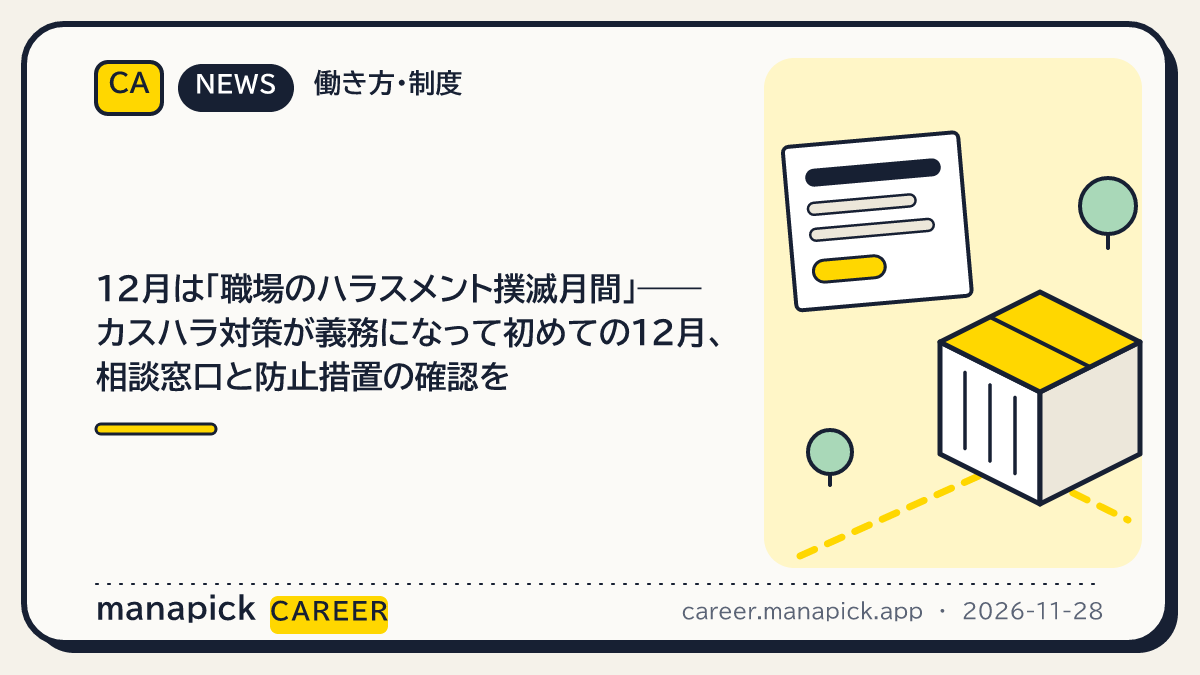 CA NEWS 働き方・制度
12月は「職場のハラスメント撲滅月間」――
カスハラ対策が義務になって初めての12月、
相談窓口と防止措置の確認を
manapick CAREER
career.manapick.app ・ 2026-11-28